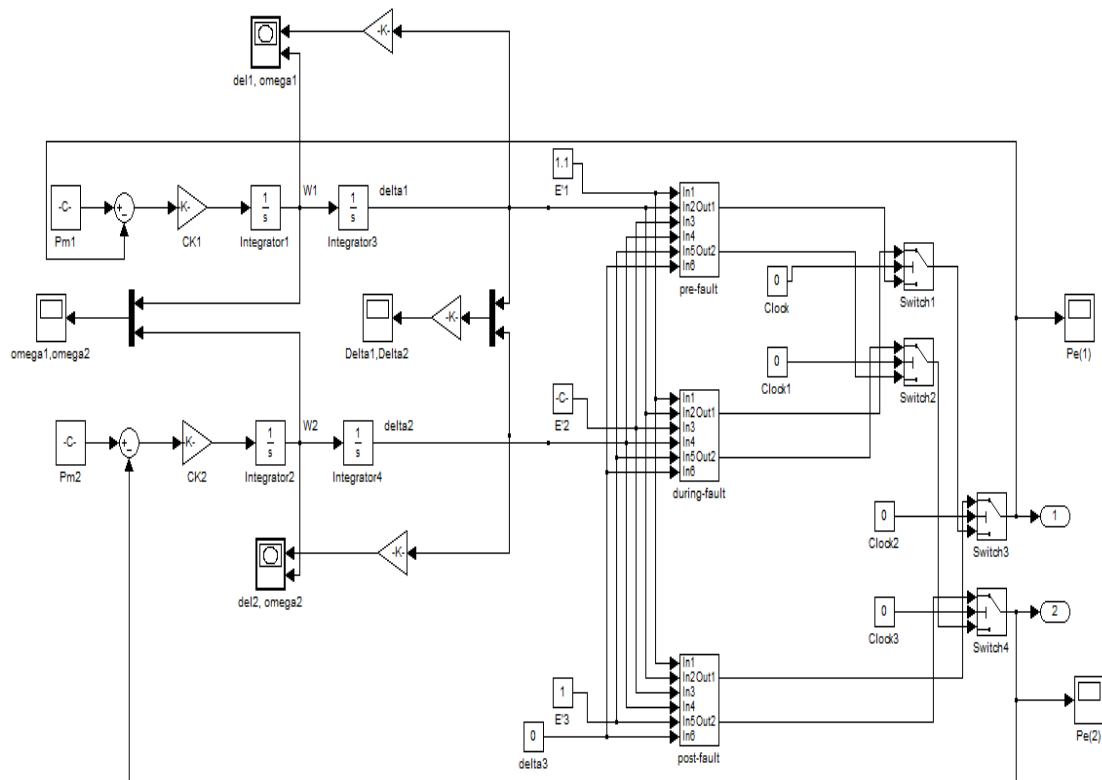 -K-
del1, omega1
1.1
E'1
W1
delta1
-C-
Pm1
K-
CK1
1
s
Integrator1
1
s
Integrator3
In1
In2 Out1
In3
In4
In5 Out2
In6
pre-fault
0
Clock
Switch1
omega1,omega2
-K-
Delta1,Delta2
0
Clock1
Switch2
Pe(1)
-C-
E'2
In1
In2 Out1
In3
In4
In5 Out2
In6
during-fault
W2
delta2
-C-
Pm2
K-
CK2
1
s
Integrator2
1
s
Integrator4
0
Clock2
Switch3
1
-K-
del2, omega2
0
Clock3
Switch4
2
1
E'3
0
delta3
In1
In2 Out1
In3
In4
In5 Out2
In6
post-fault
Pe(2)